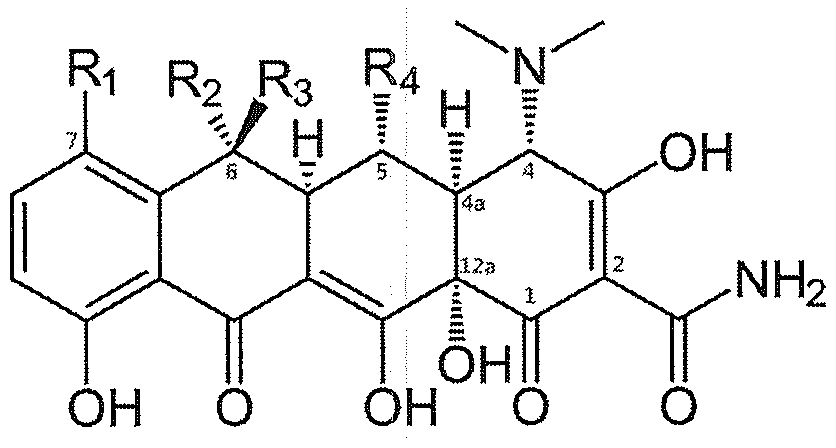 R1 R2 R3 R4 N
7 H H OH
6 5 4
4a
12a 2 NH2
1
OH
OH O OH O O